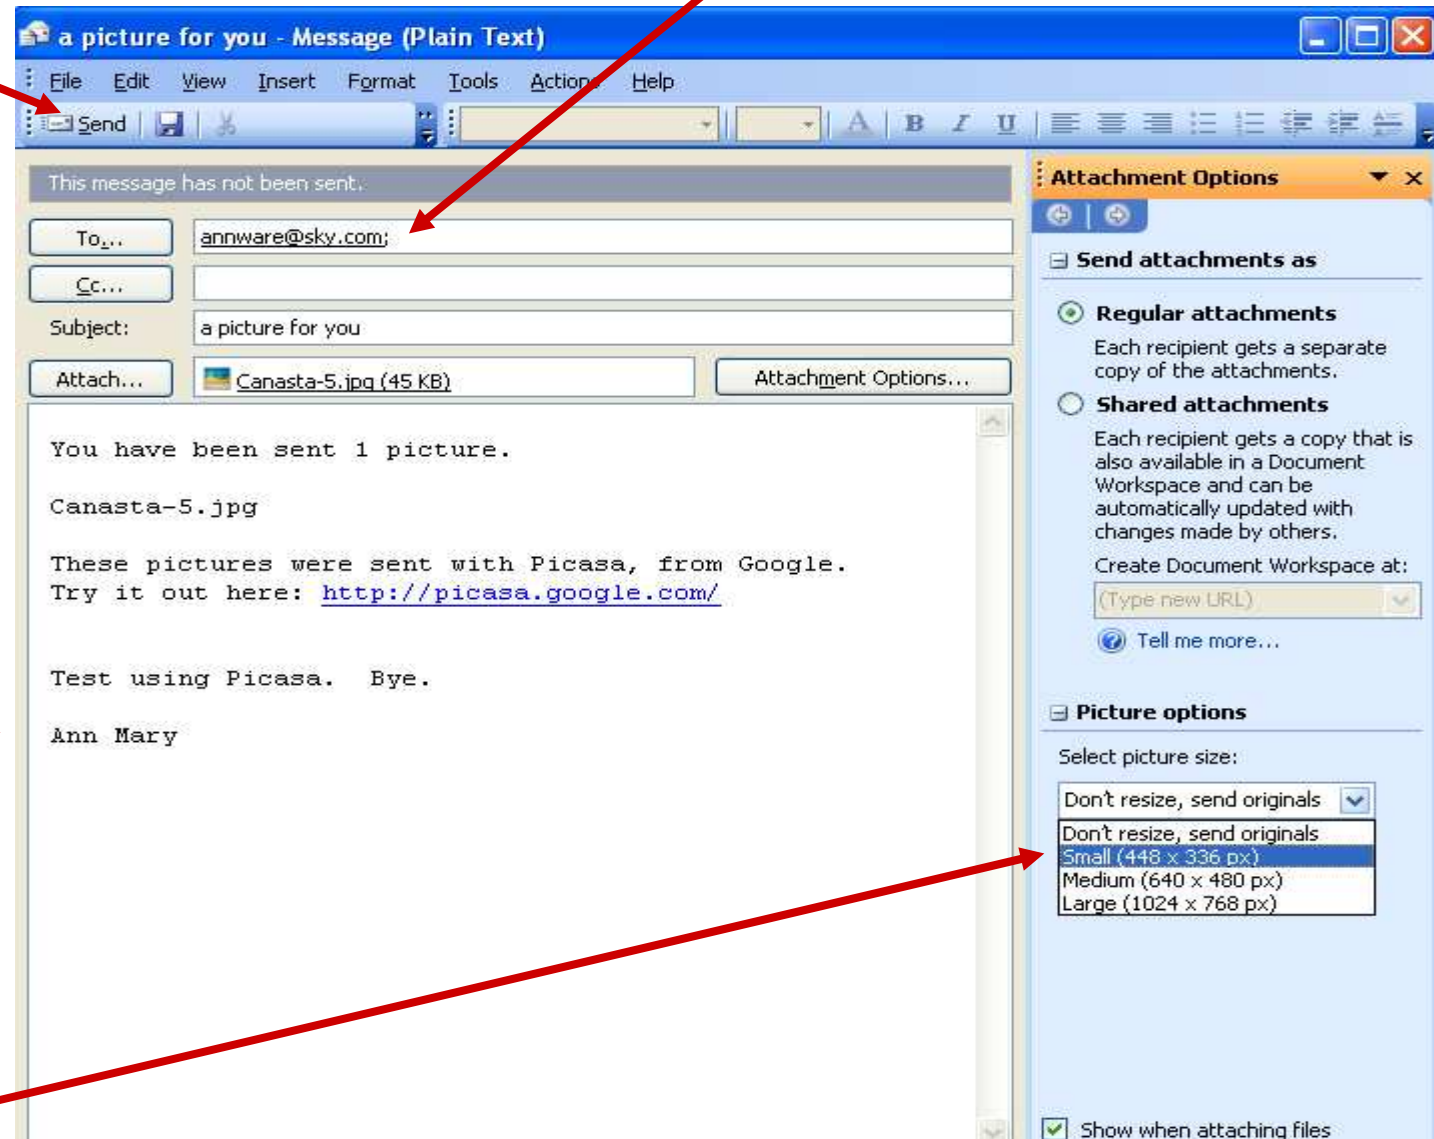 a picture for you - Message (Plain Text)
File Edit View Insert Format Tools Actions Help
Send
A B I U
This message has not been sent.
To... annware@sky.com;
Cc...
Subject: a picture for you
Attach... Canasta-5.jpg (45 KB) Attachment Options...
You have been sent 1 picture.
Canasta-5.jpg
These pictures were sent with Picasa, from Google.
Try it out here: http://picasa.google.com/
Test using Picasa.  Bye.
Ann Mary
Attachment Options
Send attachments as
Regular attachments
Each recipient gets a separate
copy of the attachments.
Shared attachments
Each recipient gets a copy that is
also available in a Document
Workspace and can be
automatically updated with
changes made by others.
Create Document Workspace at:
(Type new URL)
Tell me more...
Picture options
Select picture size:
Don't resize, send originals
Don't resize, send originals
Small (448 x 336 px)
Medium (640 x 480 px)
Large (1024 x 768 px)
Show when attaching files